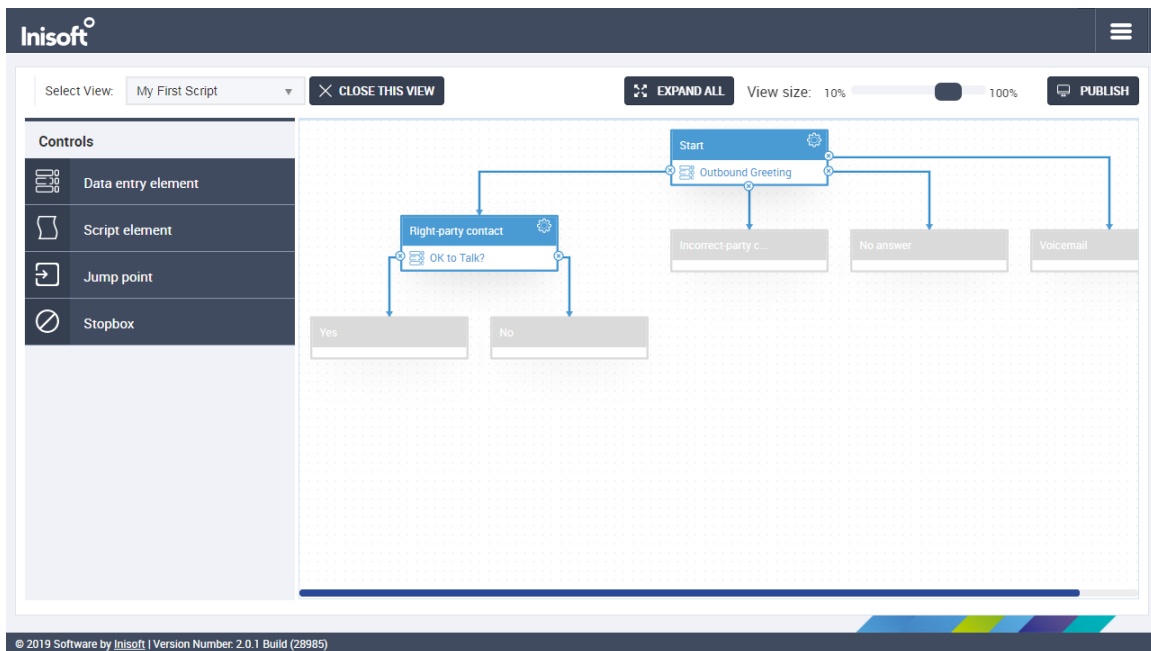 Inisoft
Select View:
My First Script
CLOSE THIS VIEW
EXPAND ALL
View size:
10%
100%
PUBLISH
Controls
Data entry element
Script element
Jump point
Stopbox
Start
Outbound Greeting
Right-party contact
OK to Talk?
Incorrect-party c...
No answer
Voicemail
Yes
No
© 2019 Software by Inisoft | Version Number: 2.0.1 Build (28985)